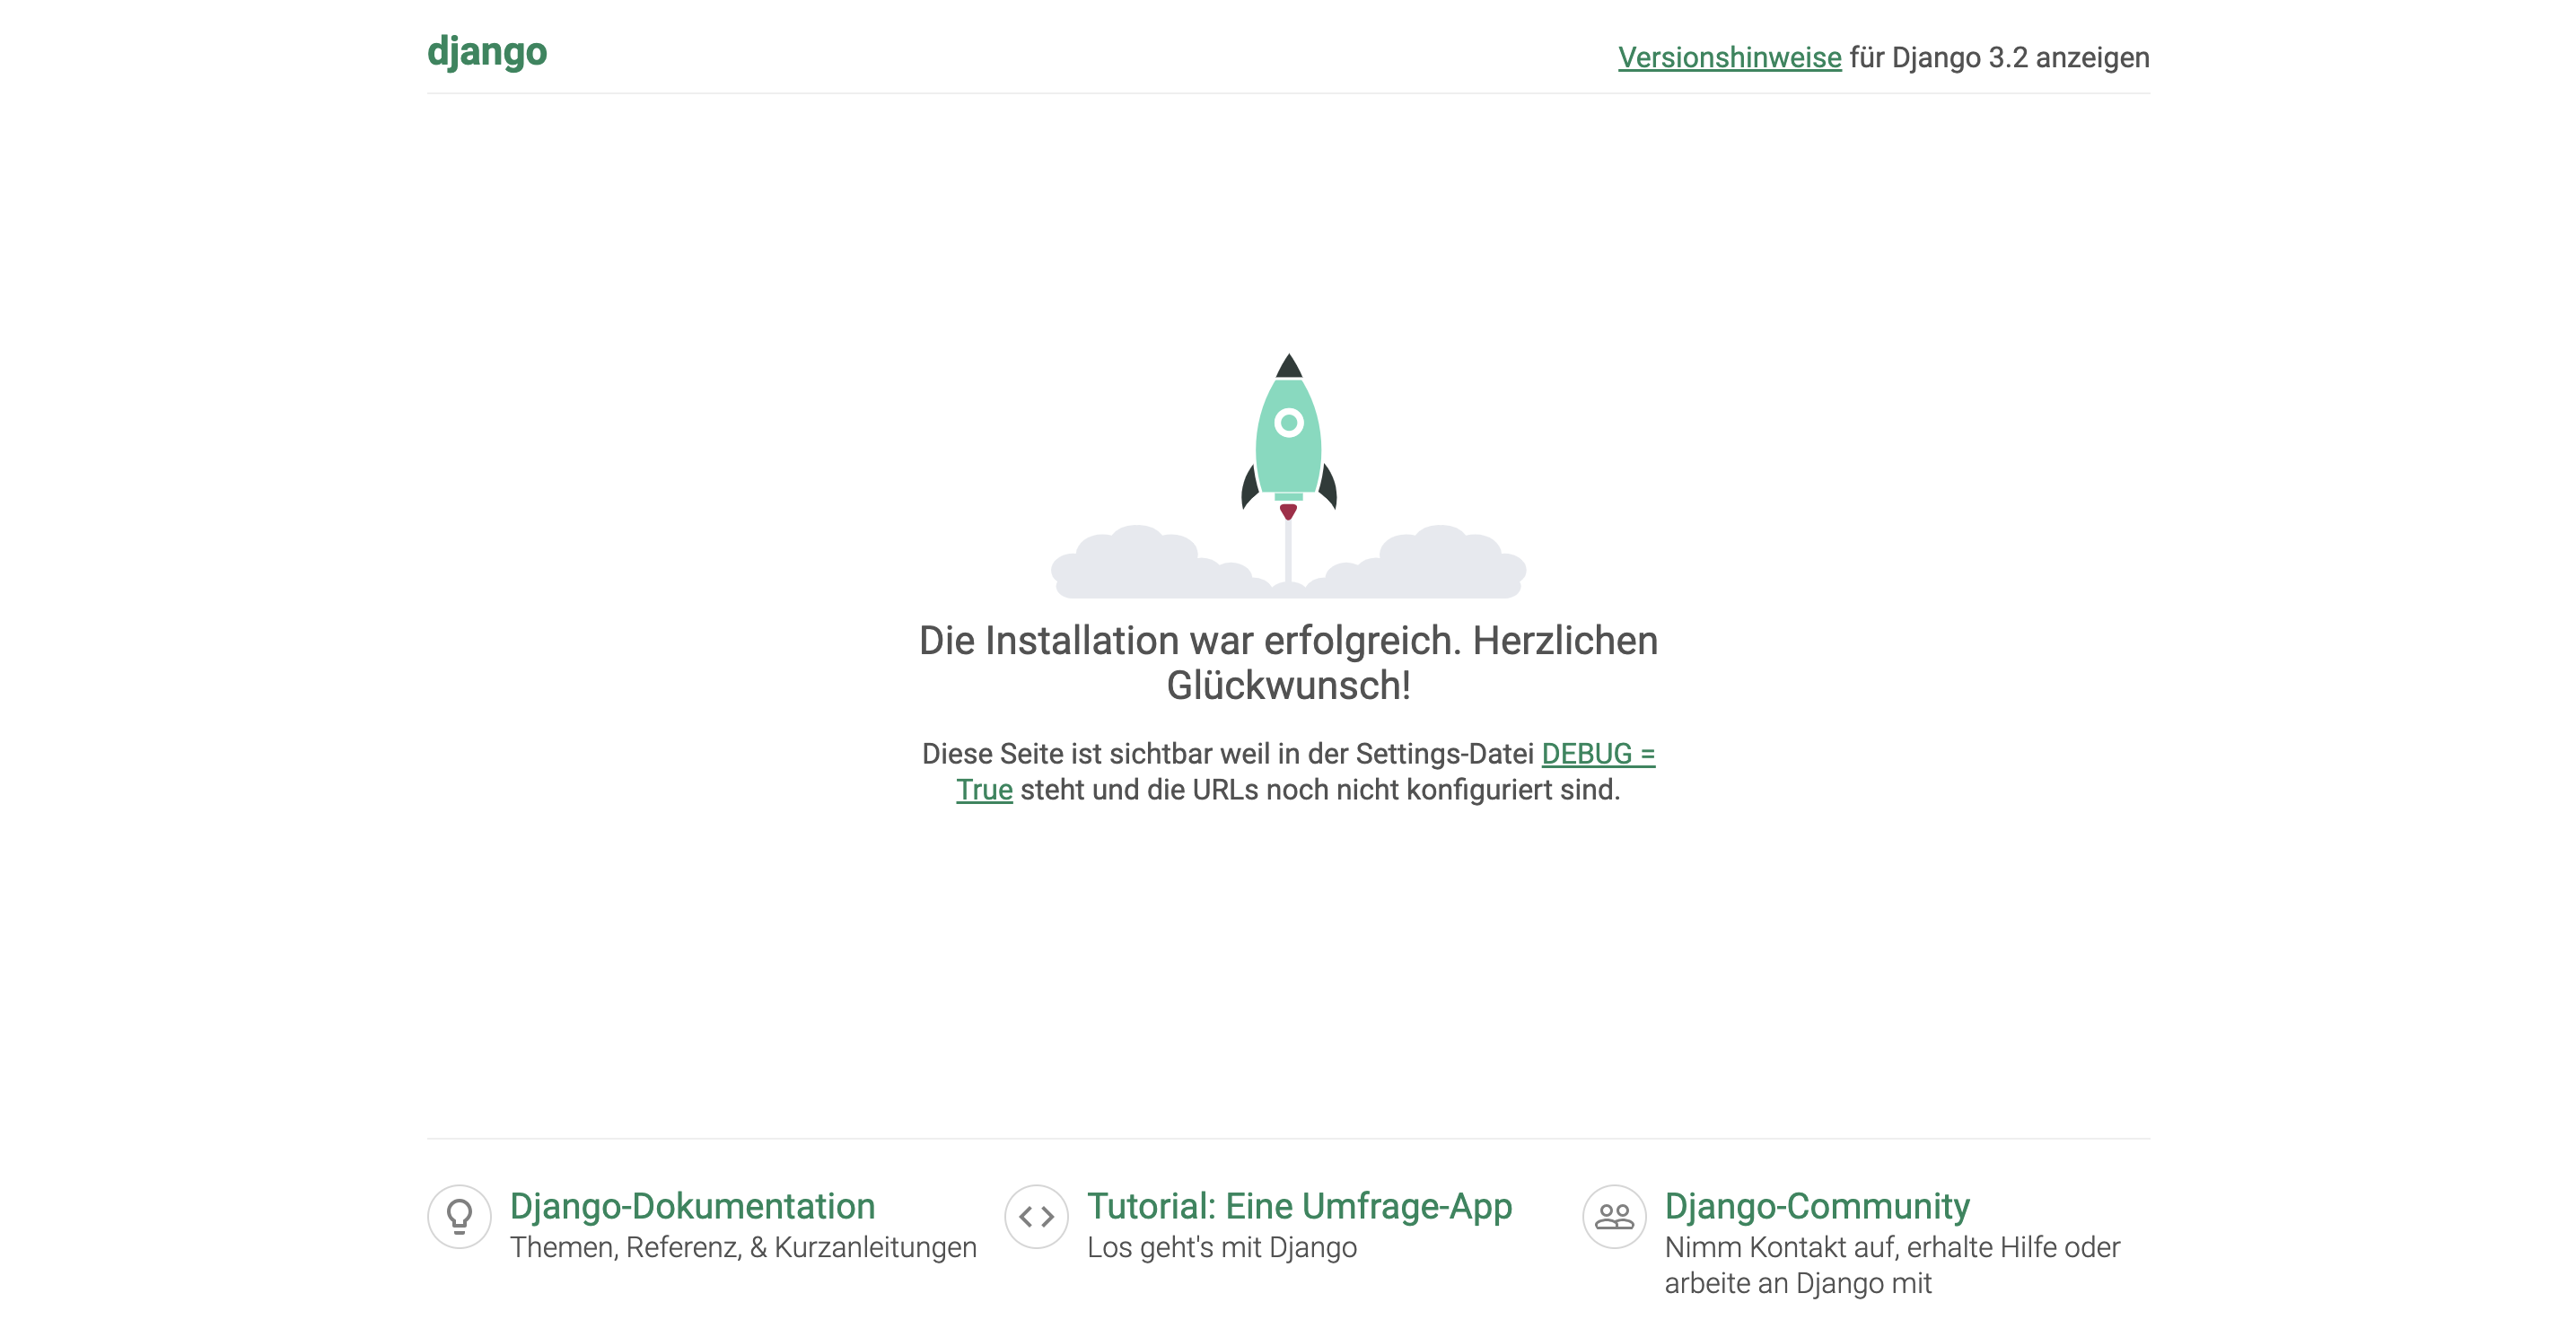 django
Versionshinweise für Django 3.2 anzeigen
Die Installation war erfolgreich. Herzlichen
Glückwunsch!
Diese Seite ist sichtbar weil in der Settings-Datei DEBUG =
True steht und die URLs noch nicht konfiguriert sind.
Django-Dokumentation
Themen, Referenz, & Kurzanleitungen
Tutorial: Eine Umfrage-App
Los geht's mit Django
Django-Community
Nimm Kontakt auf, erhalte Hilfe oder
arbeite an Django mit